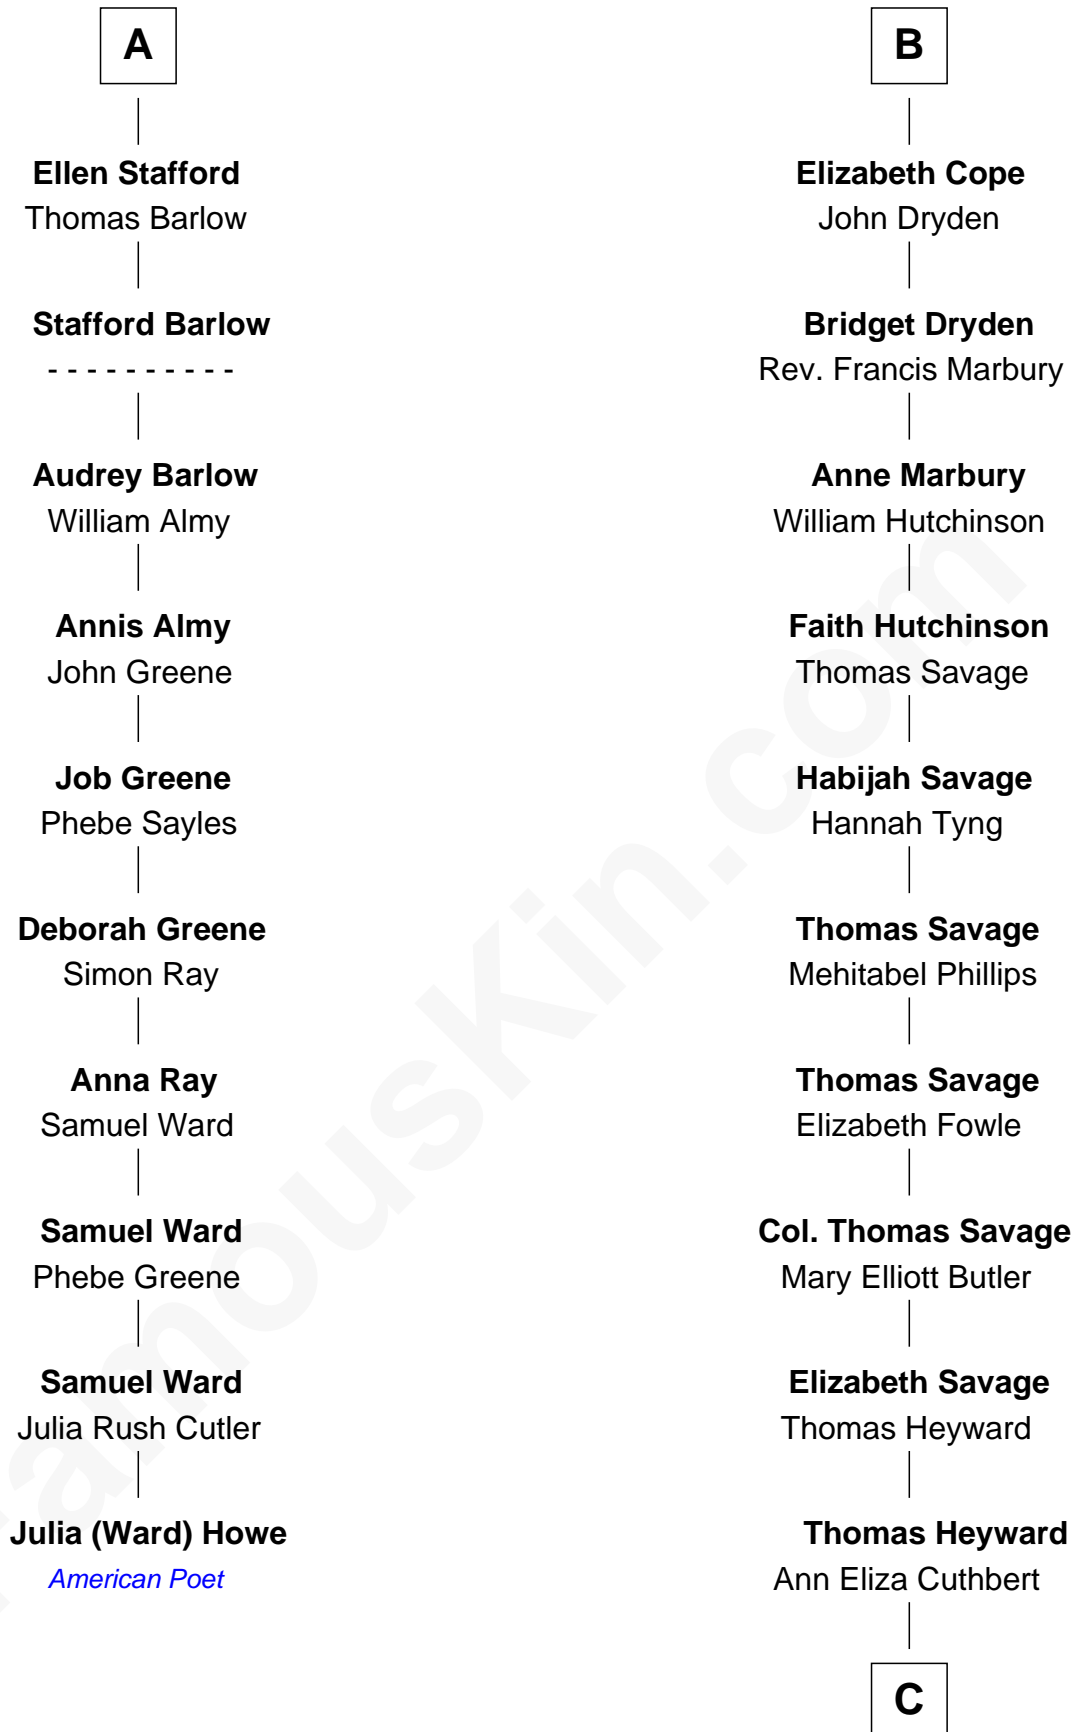 A
Ellen Stafford
Thomas Barlow
Stafford Barlow
- - - - - - - - - -
Audrey Barlow
William Almy
Annis Almy
John Greene
Job Greene
Phebe Sayles
Deborah Greene
Simon Ray
Anna Ray
Samuel Ward
Samuel Ward
Phebe Greene
Samuel Ward
Julia Rush Cutler
Julia (Ward) Howe
American Poet
B
Elizabeth Cope
John Dryden
Bridget Dryden
Rev. Francis Marbury
Anne Marbury
William Hutchinson
Faith Hutchinson
Thomas Savage
Habijah Savage
Hannah Tyng
Thomas Savage
Mehitabel Phillips
Thomas Savage
Elizabeth Fowle
Col. Thomas Savage
Mary Elliott Butler
Elizabeth Savage
Thomas Heyward
Thomas Heyward
Ann Eliza Cuthbert
C
FamousKin.com